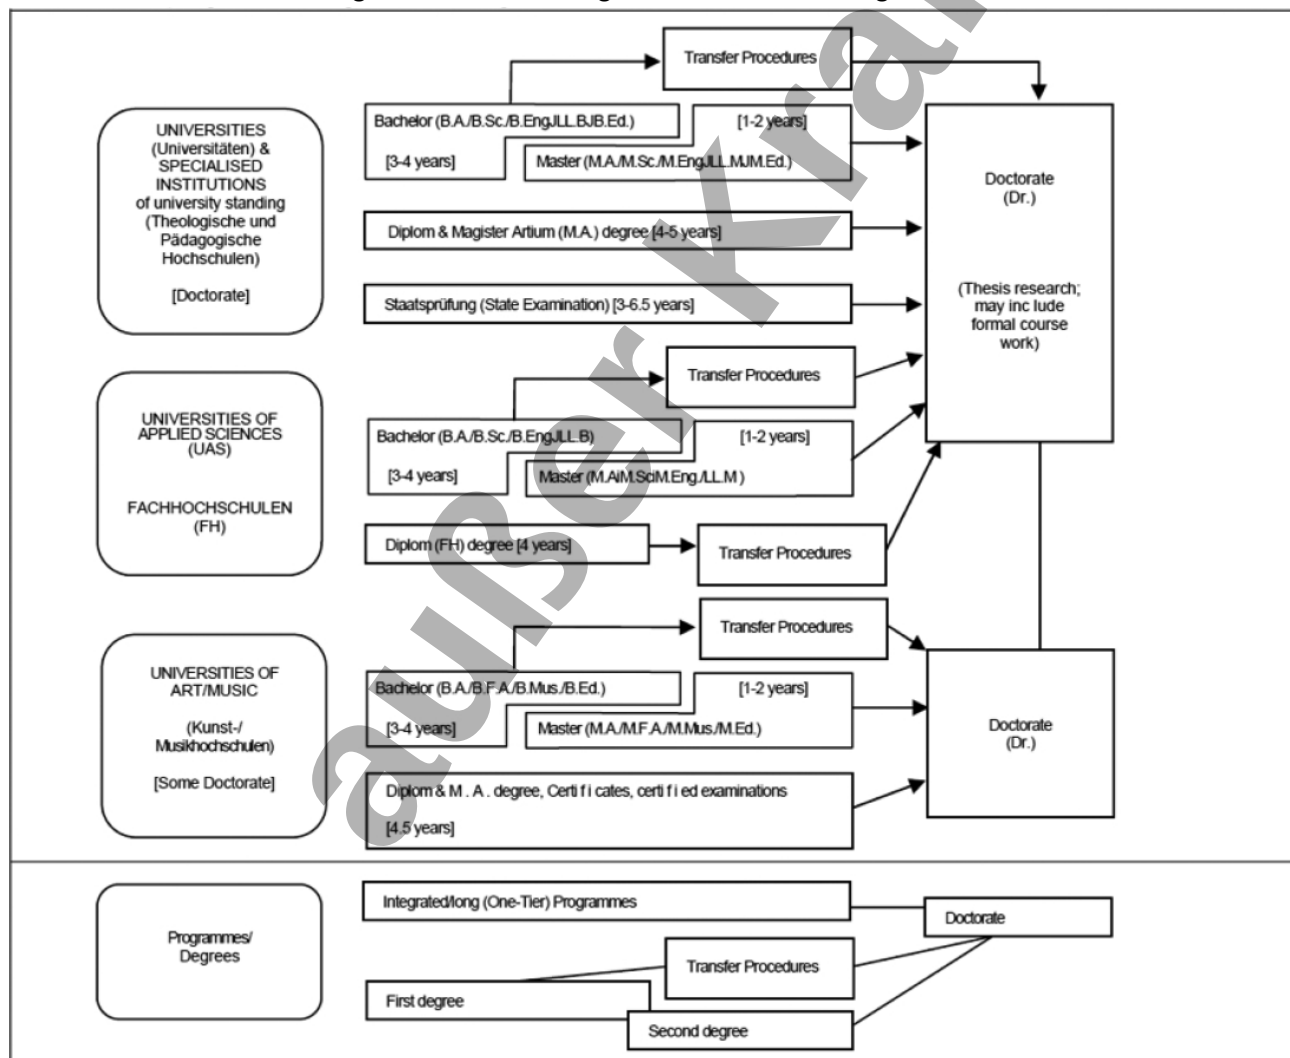 Transfer Procedures
UNIVERSITIES
(Universitäten) &
SPECIALISED
INSTITUTIONS
of university standing
(Theologische und
Pädagogische
Hochschulen)
[Doctorate]
Bachelor (B.A./B.Sc./B.EngJLL.BJB.Ed.)
[1-2 years]
[3-4 years]
Master (M.A./M.Sc./M.EngJLL.MJM.Ed.)
Diplom & Magister Artium (M.A.) degree [4-5 years]
Staatsprüfung (State Examination) [3-6.5 years]
Doctorate
(Dr.)
(Thesis research;
may inc lude
formal course
work)
Transfer Procedures
UNIVERSITIES OF
APPLIED SCIENCES
(UAS)
FACHHOCHSCHULEN
(FH)
Bachelor (B.A./B.Sc./B.EngJLL.B)
[1-2 years]
[3-4 years]
Master (M.AiM.SciM.Eng./LL.M )
Diplom (FH) degree [4 years]
Transfer Procedures
Transfer Procedures
UNIVERSITIES OF
ART/MUSIC
(Kunst-/
Musikhochschulen)
[Some Doctorate]
Bachelor (B.A./B.F.A./B.Mus./B.Ed.)
[1-2 years]
[3-4 years]
Master (M.A./M.F.A./M.Mus./M.Ed.)
Diplom & M . A . degree, Certi f i cates, certi f i ed examinations
[4.5 years]
Doctorate
(Dr.)
Programmes/
Degrees
Integrated/long (One-Tier) Programmes
Doctorate
Transfer Procedures
First degree
Second degree
außer Kra